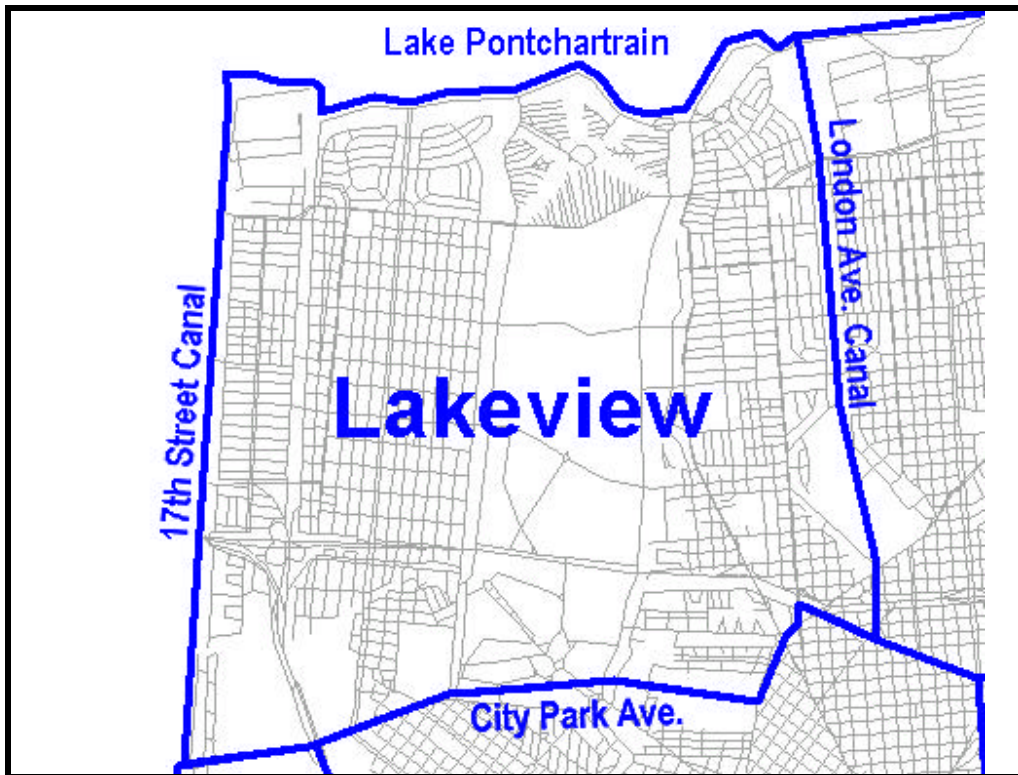 Lake Pontchartrain
London Ave. Canal
17th Street Canal
Lakeview
City Park Ave.